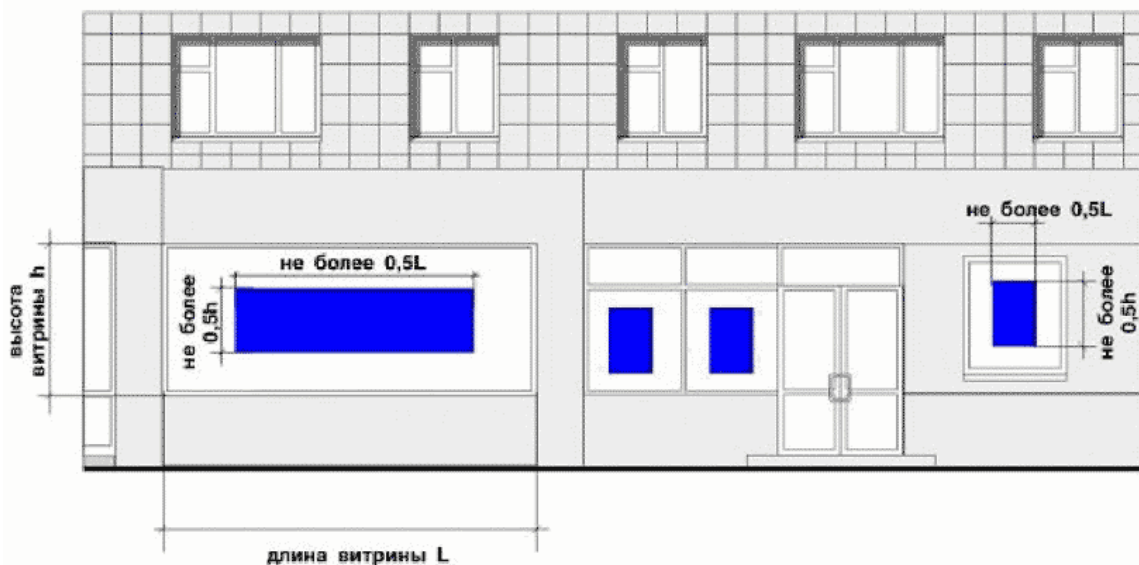 не более 0,5L
не более 0,5L
не более
0,5h
не более
0,5h
высота
витрины h
длина витрины L